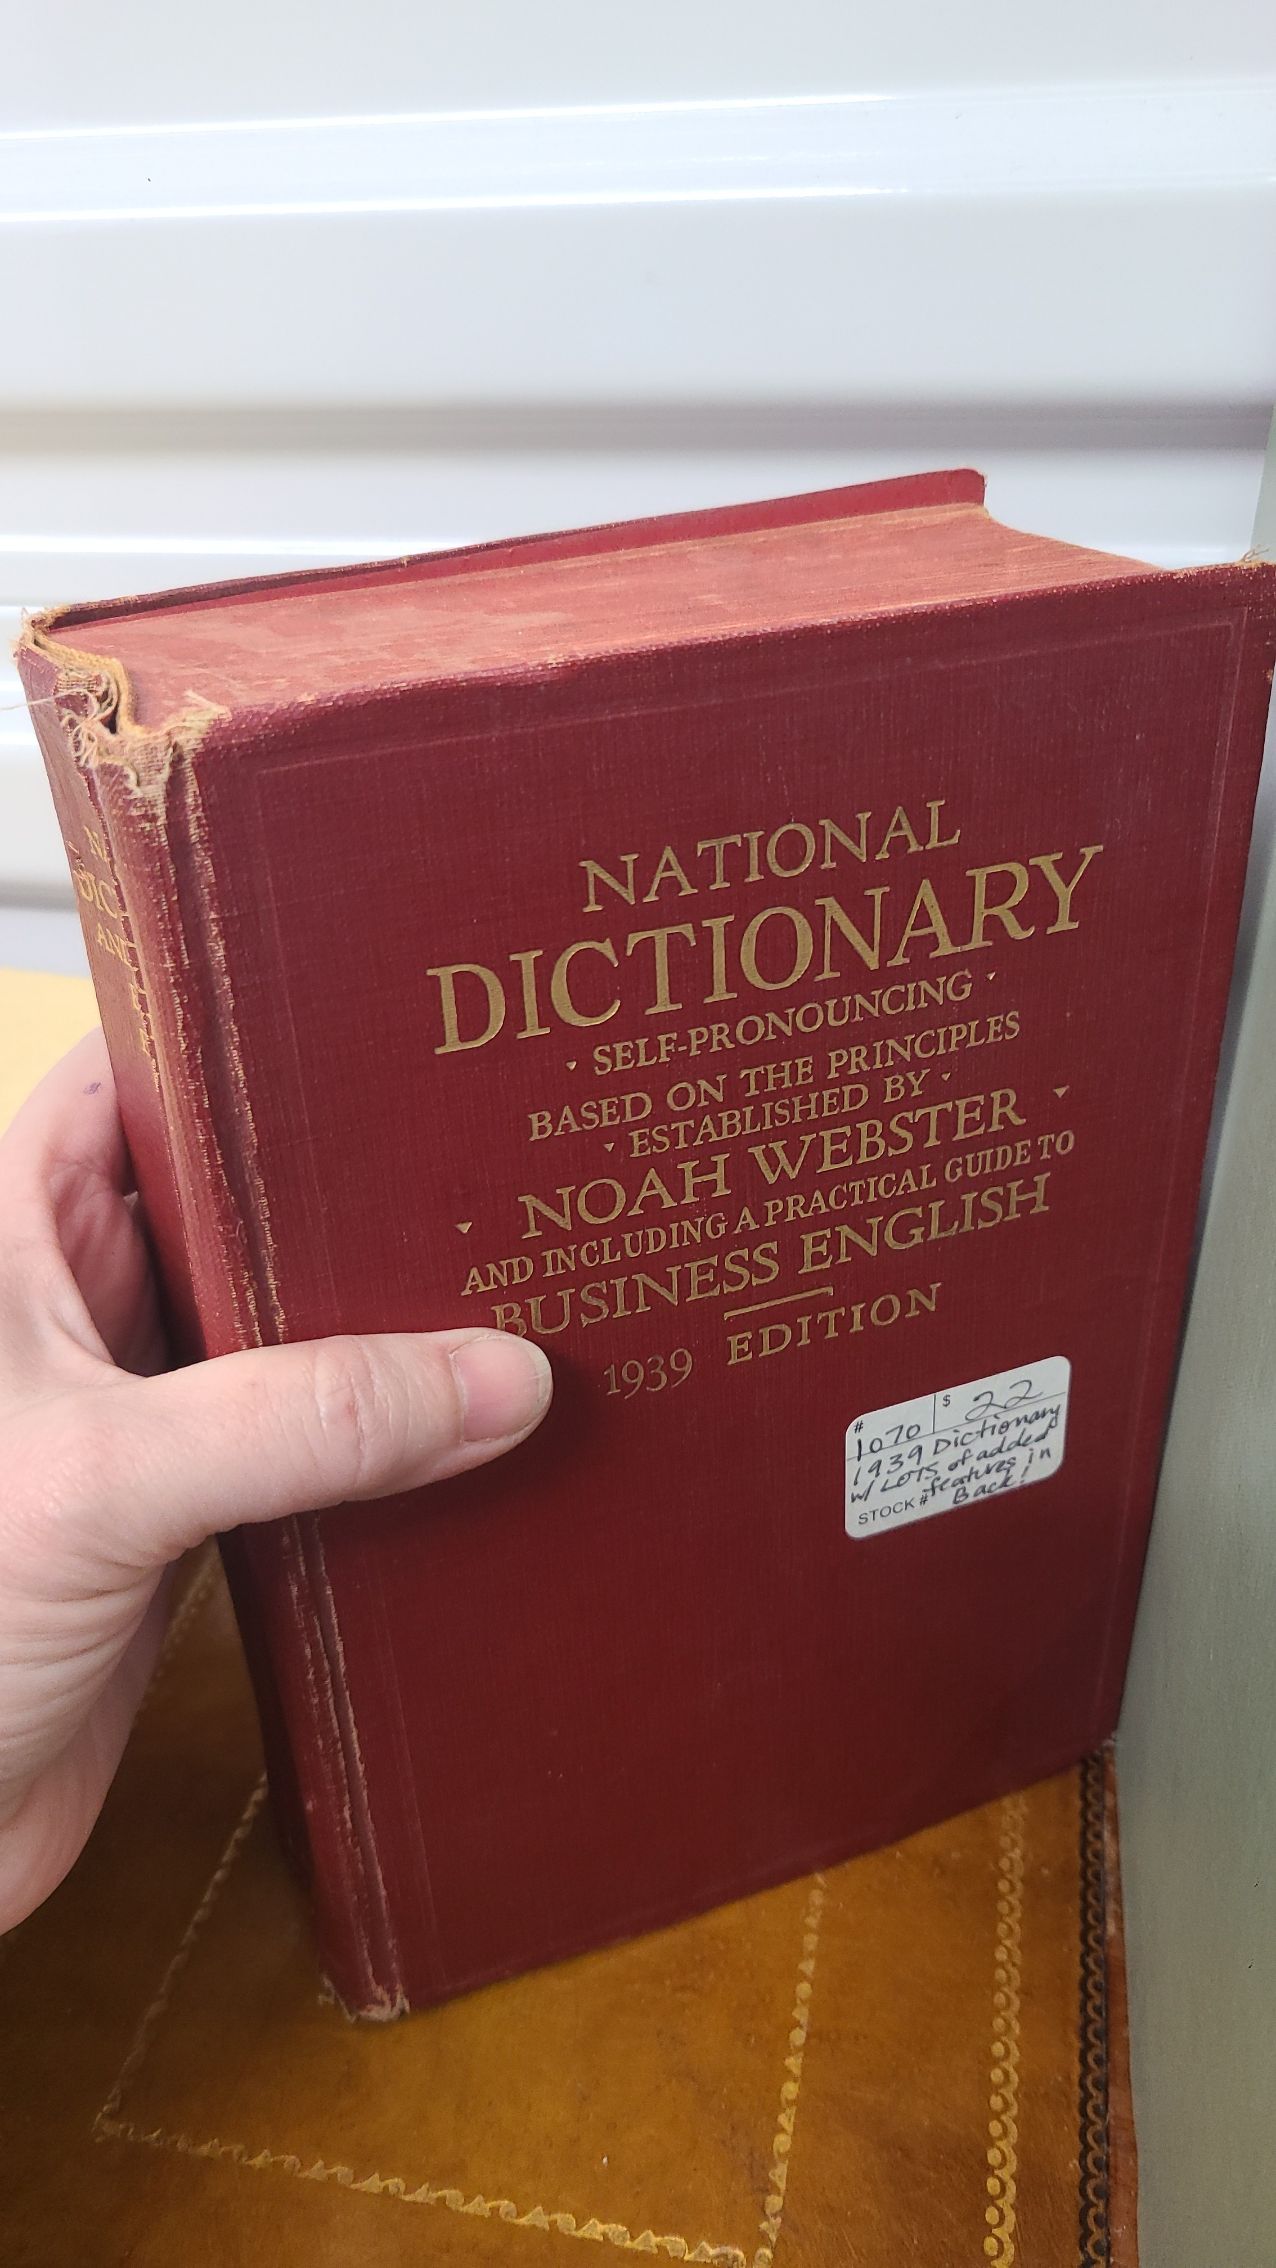 NATIONAL
DICTIONARY
SELF-PRONOUNCING
BASED ON THE PRINCIPLES
ESTABLISHED BY
NOAH WEBSTER
AND INCLUDING A PRACTICAL GUIDE TO
BUSINESS ENGLISH
1939 EDITION
# $ 22
1070
1939 Dictionary
w/ LOTS of added
features in
STOCK # Back!